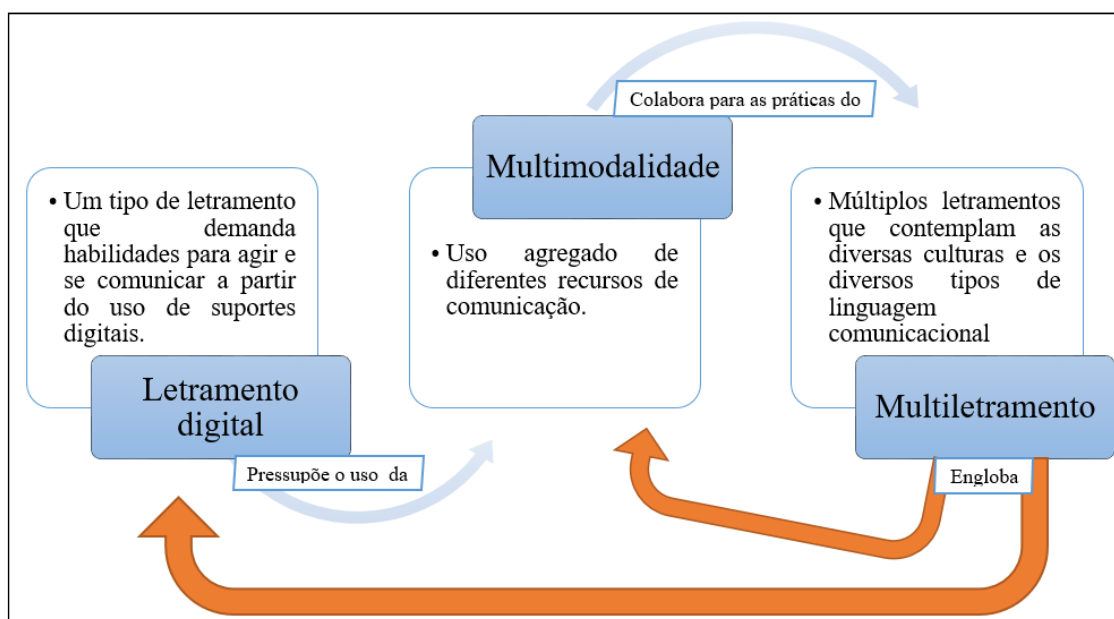 • Um tipo de letramento
que demanda
habilidades para agir e
se comunicar a partir
do uso de suportes
digitais.
Letramento
digital
Pressupõe o uso da
Colabora para as práticas do
Multimodalidade
• Uso agregado de
diferentes recursos de
comunicação.
• Múltiplos letramentos
que contemplam as
diversas culturas e os
diversos tipos de
linguagem
comunicacional
Multiletramento
Engloba